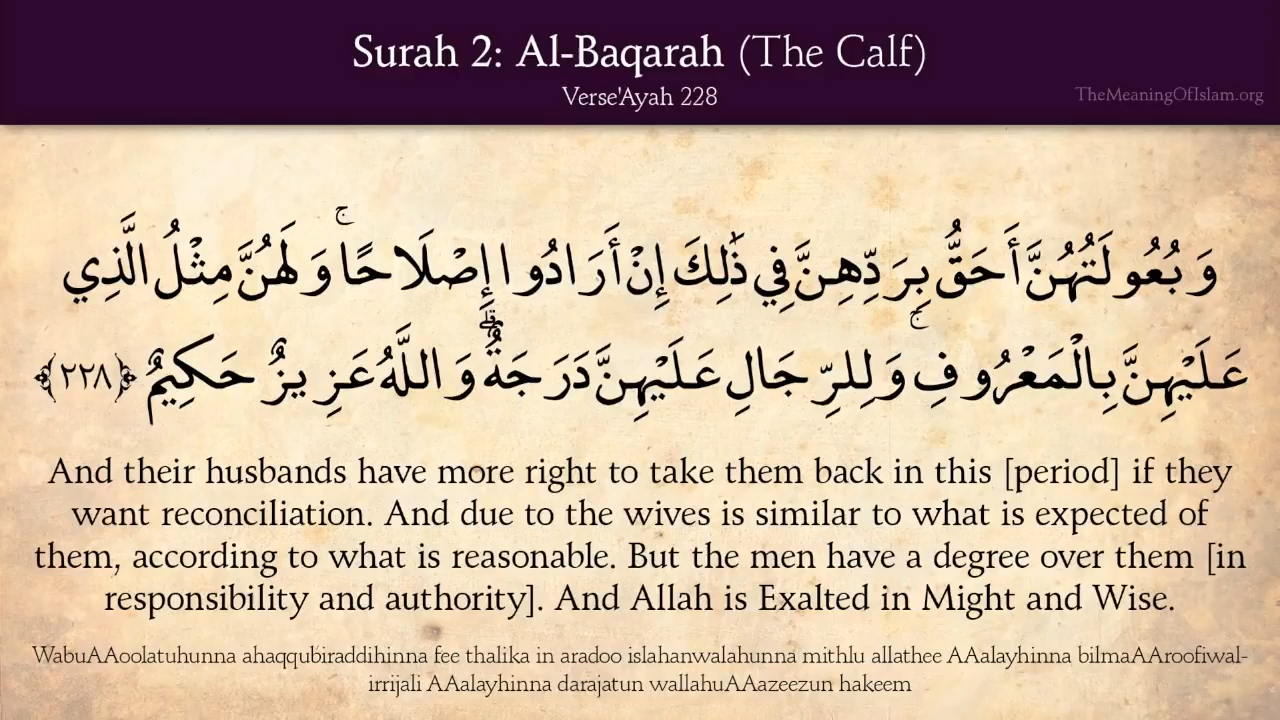 Surah 2: Al-Baqarah (The Calf)
Verse'Ayah 228
TheMeaningOfIslam.org
وَبُعُولَتُهُنَّ أَحَقُّ بِرَدِّهِنَّ فِي ذَٰلِكَ إِنْ أَرَادُوا إِصْلَاحًا ۚ وَلَهُنَّ مِثْلُ الَّذِي
عَلَيْهِنَّ بِالْمَعْرُوفِ ۚ وَلِلرِّجَالِ عَلَيْهِنَّ دَرَجَةٌ ۗ وَاللَّهُ عَزِيزٌ حَكِيمٌ ﴿٢٢٨﴾
And their husbands have more right to take them back in this [period] if they
want reconciliation. And due to the wives is similar to what is expected of
them, according to what is reasonable. But the men have a degree over them [in
responsibility and authority]. And Allah is Exalted in Might and Wise.
WabuAAoolatuhunna ahaqqubiraddihinna fee thalika in aradoo islahanwalahunna mithlu allathee AAalayhinna bilmaAAroofiwal-
irrijali AAalayhinna darajatun wallahuAAazeezun hakeem